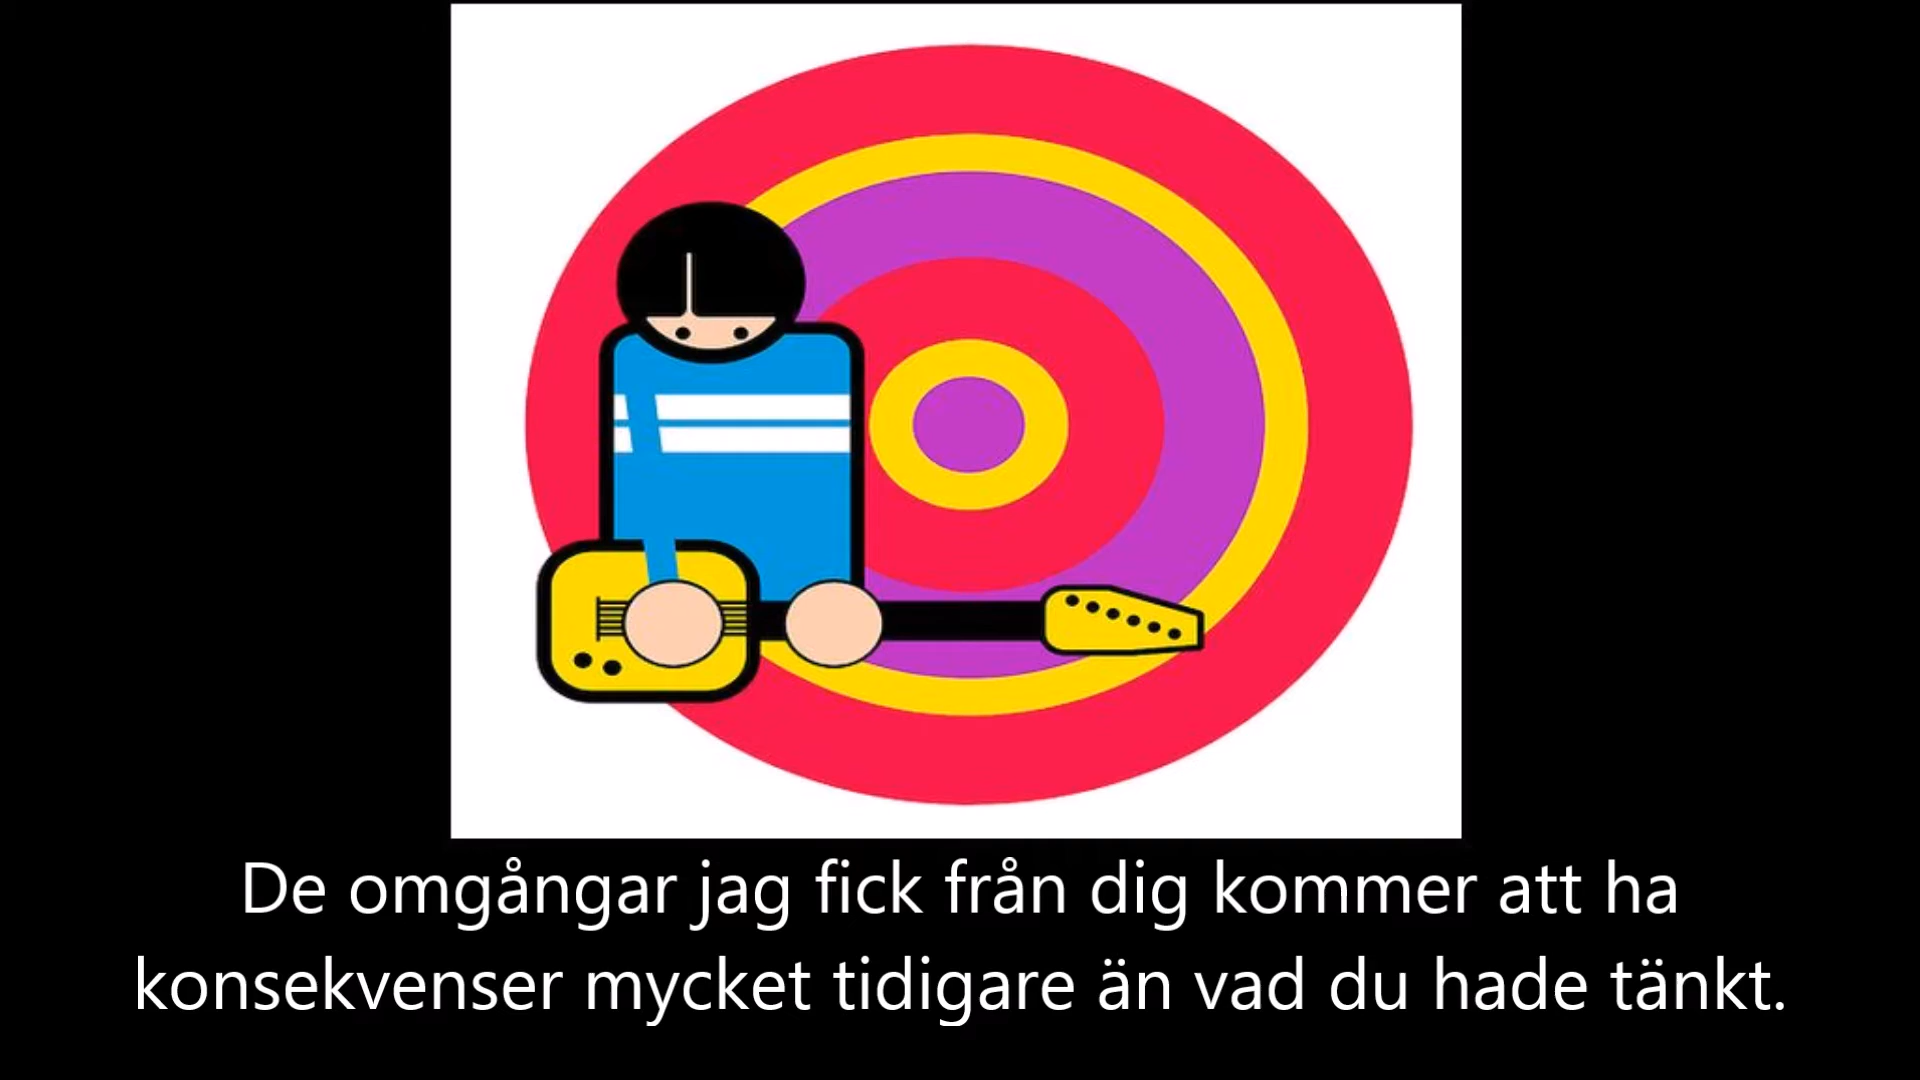 De omgångar jag fick från dig kommer att ha
konsekvenser mycket tidigare än vad du hade tänkt.